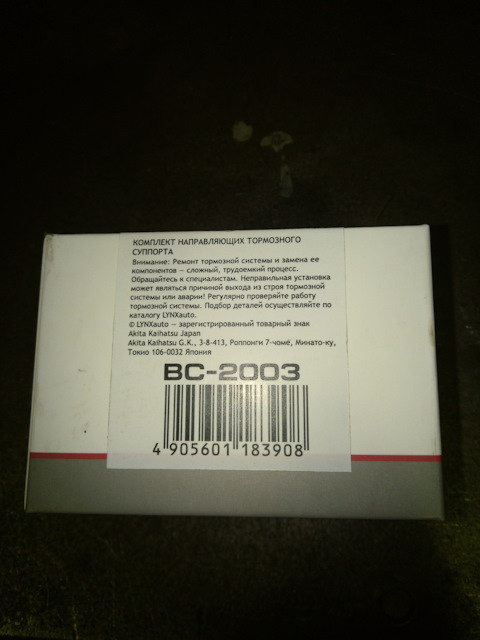 КОМПЛЕКТ НАПРАВЛЯЮЩИХ ТОРМОЗНОГО
СУППОРТА
Внимание: Ремонт тормозной системы и замена ее
компонентов — сложный, трудоемкий процесс.
Обращайтесь к специалистам. Неправильная установка
может являться причиной выхода из строя тормозной
системы или аварии! Регулярно проверяйте работу
тормозной системы. Подбор деталей осуществляйте по
каталогу LYNXauto.
© LYNXauto — зарегистрированный товарный знак
Akita Kaihatsu Japan
Akita Kaihatsu G.K., 3-8-413, Роппонги 7-чоме, Минато-ку,
Токио 106-0032 Япония
BC-2003
4 905601 183908